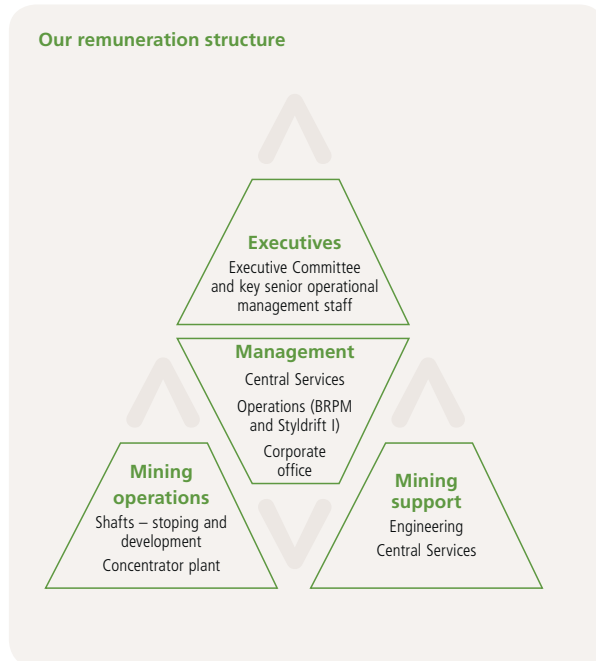 Our remuneration structure
Executives
Executive Committee
and key senior operational
management staff
Management
Central Services
Operations (BRPM
and Styldrift I)
Corporate
office
Mining
operations
Shafts – stoping and
development
Concentrator plant
Mining
support
Engineering
Central Services